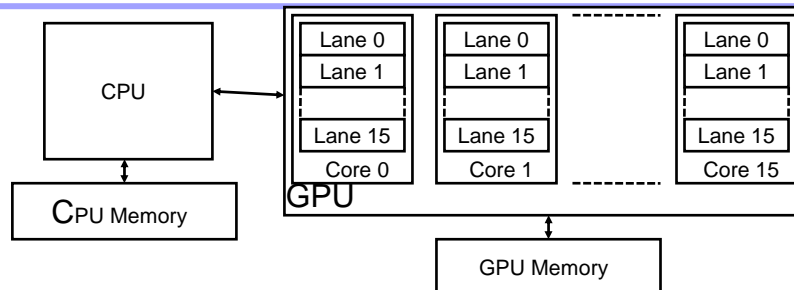 CPU
CPU Memory
Lane 0
Lane 1
Lane 15
Core 0
Lane 0
Lane 1
Lane 15
Core 1
Lane 0
Lane 1
Lane 15
Core 15
GPU
GPU Memory